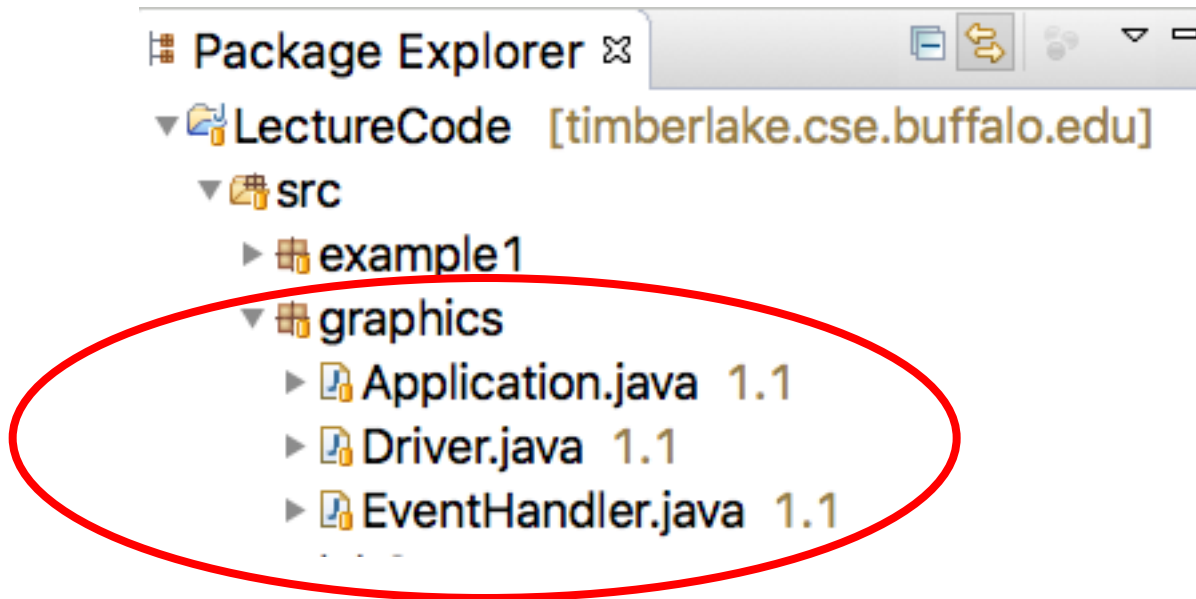 Package Explorer
LectureCode [timberlake.cse.buffalo.edu]
src
example1
graphics
Application.java 1.1
Driver.java 1.1
EventHandler.java 1.1